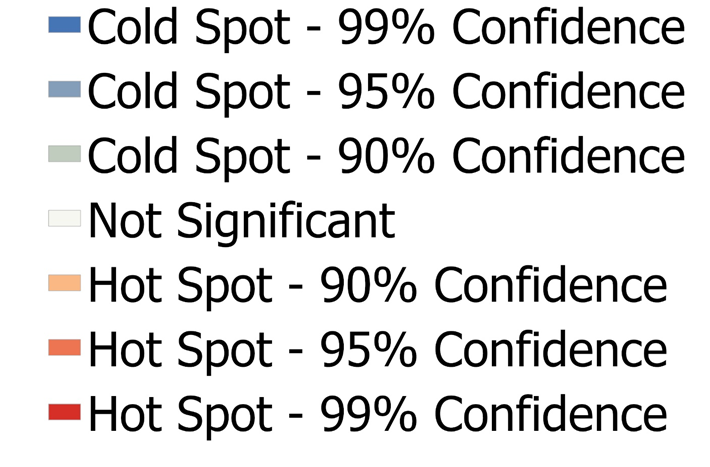 Cold Spot - 99% Confidence
Cold Spot - 95% Confidence
Cold Spot - 90% Confidence
Not Significant
Hot Spot - 90% Confidence
Hot Spot - 95% Confidence
Hot Spot - 99% Confidence